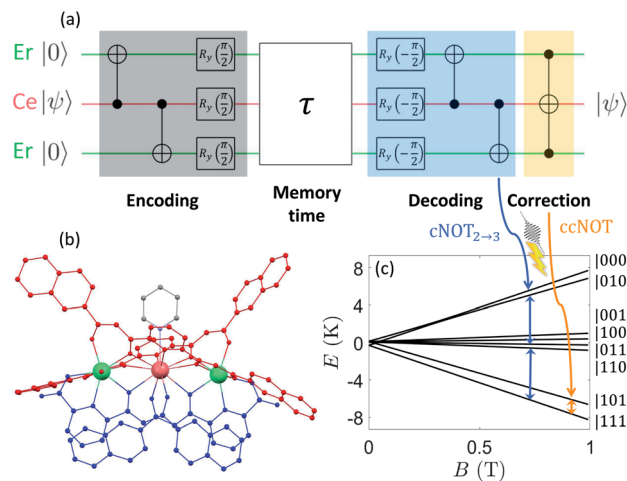 (a)
Er |0⟩ R_y(π/2) R_y(−π/2)
Ce |ψ⟩ R_y(π/2) τ R_y(−π/2) |ψ⟩
Er |0⟩ R_y(π/2) R_y(−π/2)
Encoding Memory time Decoding Correction
cNOT₂→₃ ccNOT
(b)
(c)
E (K)
8
4
0
-4
-8
0 0.5 1
B (T)
|000⟩
|010⟩
|001⟩
|100⟩
|011⟩
|110⟩
|101⟩
|111⟩